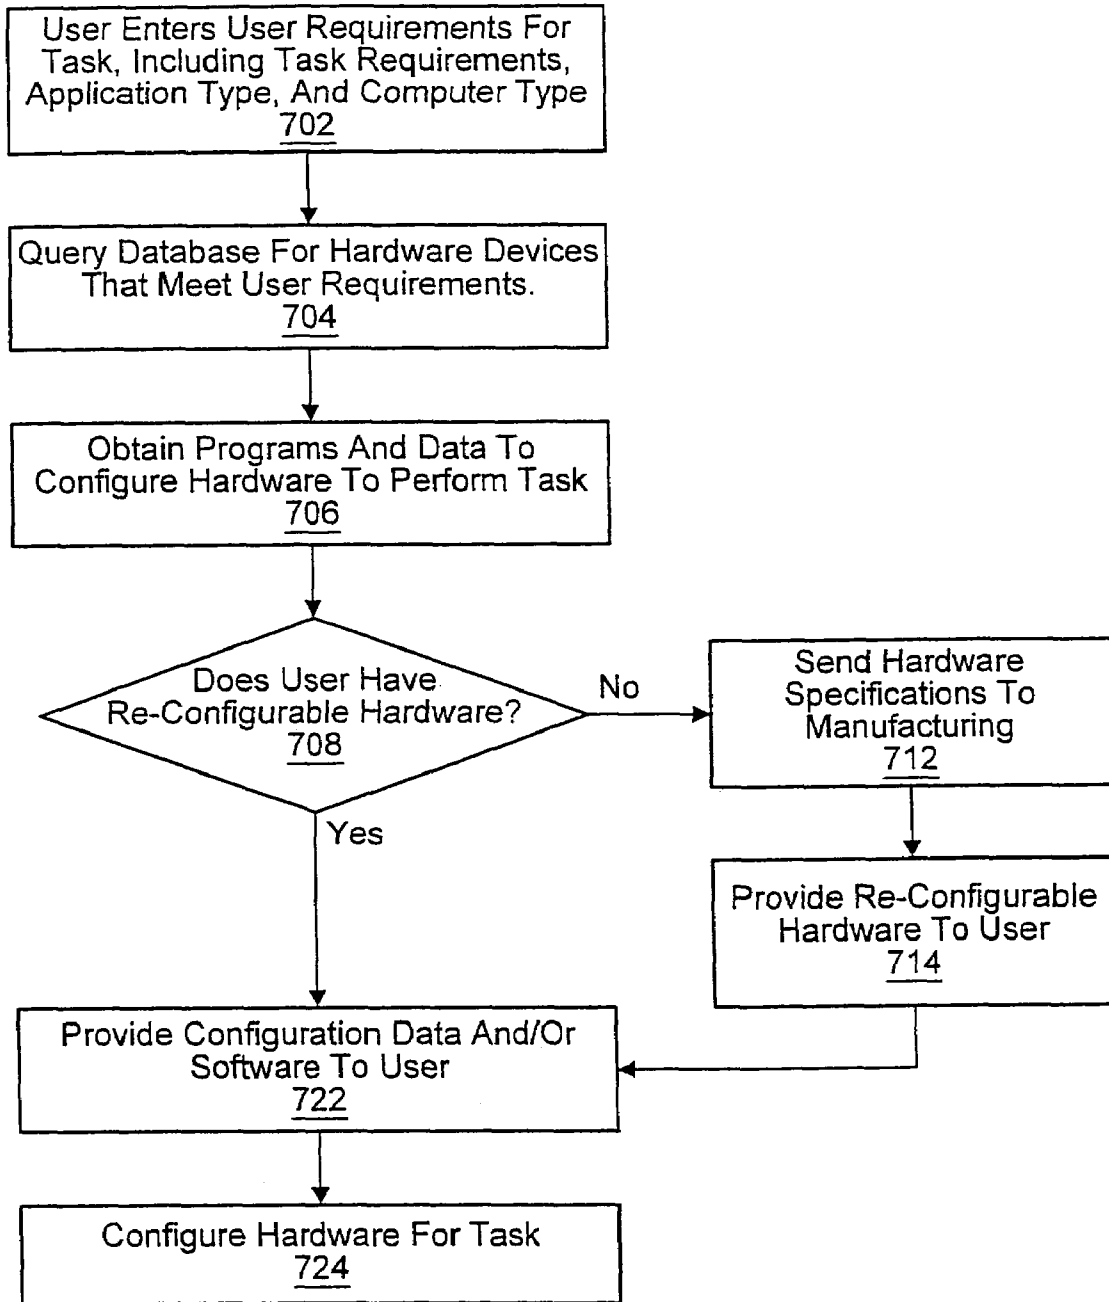 User Enters User Requirements For
Task, Including Task Requirements,
Application Type, And Computer Type
702
Query Database For Hardware Devices
That Meet User Requirements.
704
Obtain Programs And Data To
Configure Hardware To Perform Task
706
Does User Have
Re-Configurable Hardware?
708
No
Send Hardware
Specifications To
Manufacturing
712
Yes
Provide Re-Configurable
Hardware To User
714
Provide Configuration Data And/Or
Software To User
722
Configure Hardware For Task
724